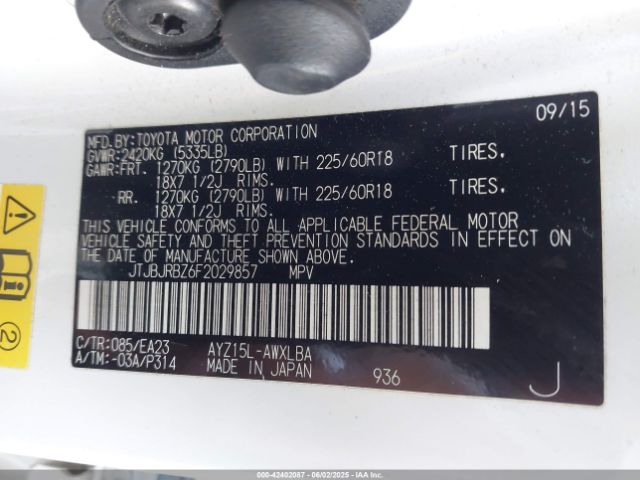 09/15
MFD.BY:TOYOTA MOTOR CORPORATION
GVWR:2420KG (5335LB)
GAWR:FRT. 1270KG (2790LB) WITH 225/60R18 TIRES.
18X7 1/2J RIMS.
RR. 1270KG (2790LB) WITH 225/60R18 TIRES.
18X7 1/2J RIMS.
THIS VEHICLE CONFORMS TO ALL APPLICABLE FEDERAL MOTOR
VEHICLE SAFETY AND THEFT PREVENTION STANDARDS IN EFFECT ON
THE DATE OF MANUFACTURE SHOWN ABOVE.
JTJBJRBZ6F2029857 MPV
C/TR:085/EA23 AYZ15L-AWXLBA
A/TM:-03A/P314 MADE IN JAPAN 936 J
2
000-42402087 - 06/02/2025 - IAAI.COM